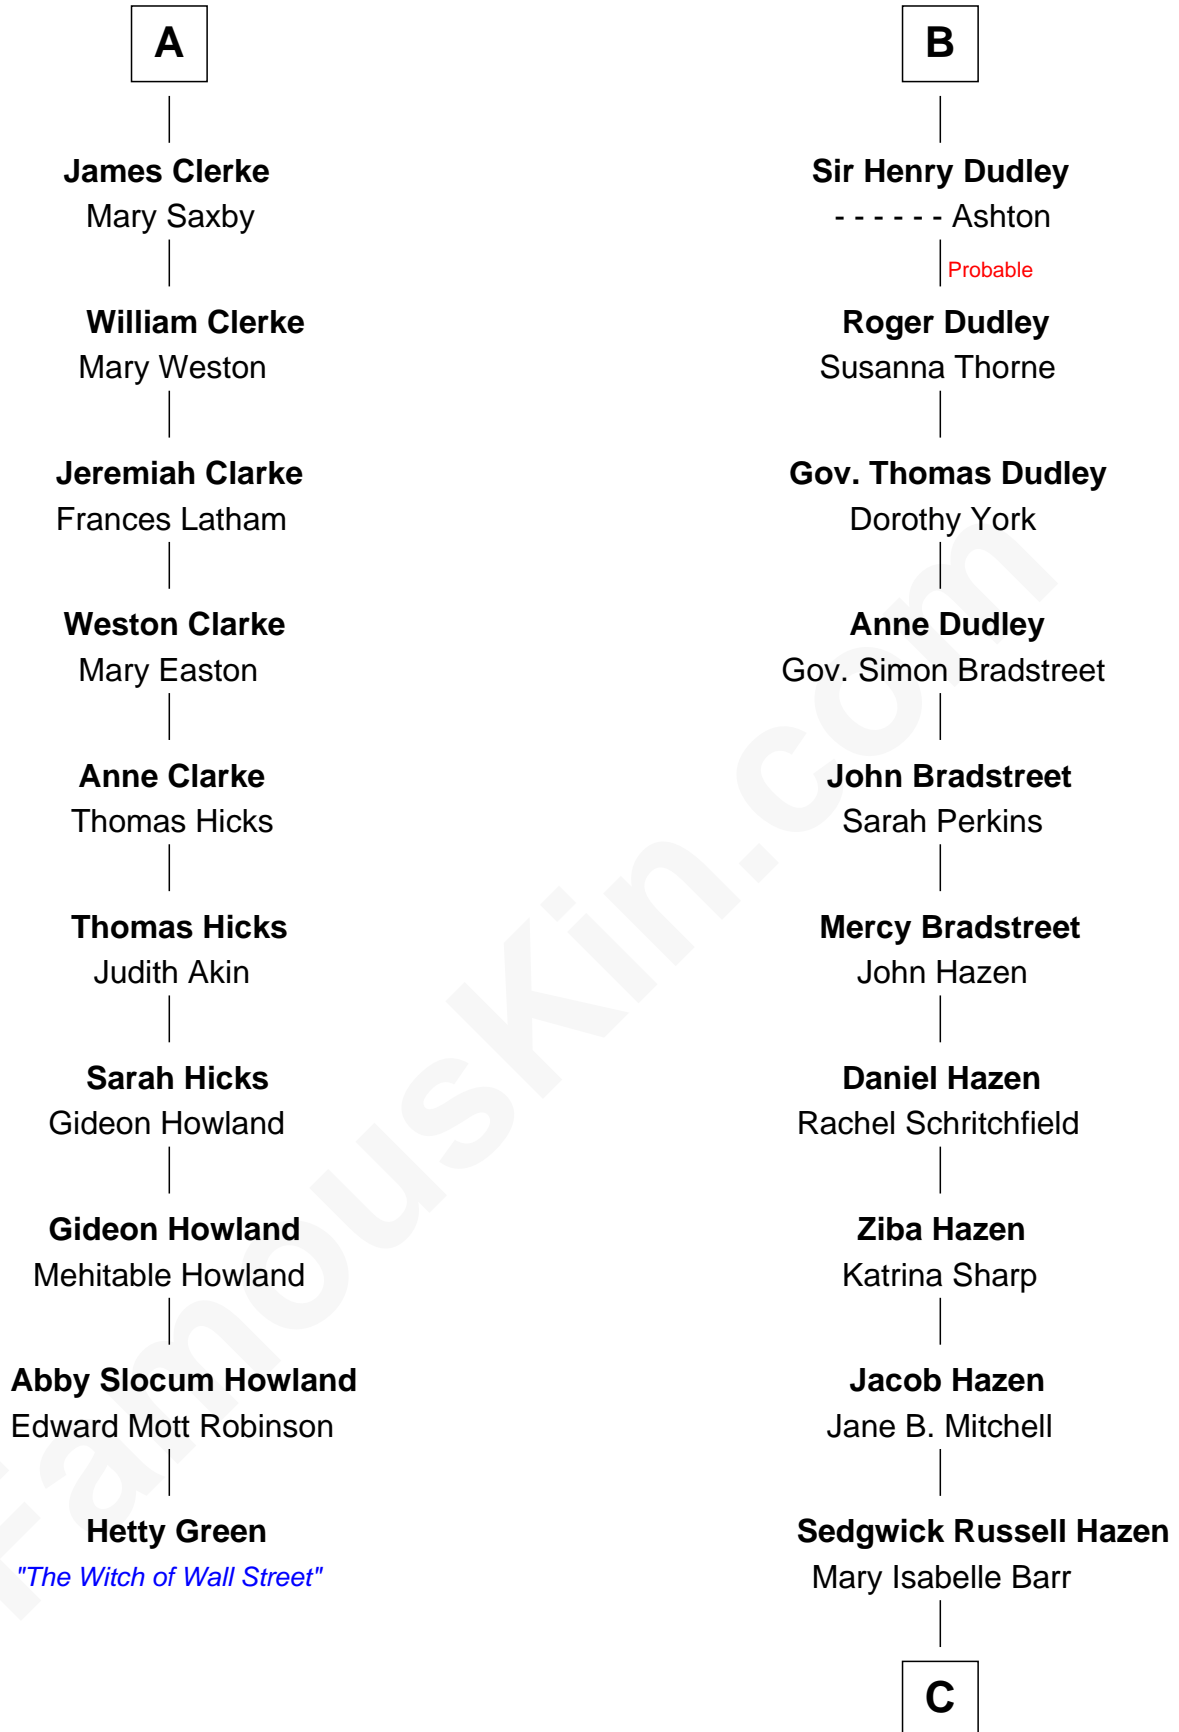 A
James Clerke
Mary Saxby
William Clerke
Mary Weston
Jeremiah Clarke
Frances Latham
Weston Clarke
Mary Easton
Anne Clarke
Thomas Hicks
Thomas Hicks
Judith Akin
Sarah Hicks
Gideon Howland
Gideon Howland
Mehitable Howland
Abby Slocum Howland
Edward Mott Robinson
Hetty Green
"The Witch of Wall Street"
B
Sir Henry Dudley
- - - - - - Ashton
Probable
Roger Dudley
Susanna Thorne
Gov. Thomas Dudley
Dorothy York
Anne Dudley
Gov. Simon Bradstreet
John Bradstreet
Sarah Perkins
Mercy Bradstreet
John Hazen
Daniel Hazen
Rachel Schritchfield
Ziba Hazen
Katrina Sharp
Jacob Hazen
Jane B. Mitchell
Sedgwick Russell Hazen
Mary Isabelle Barr
C
FamousKin.com